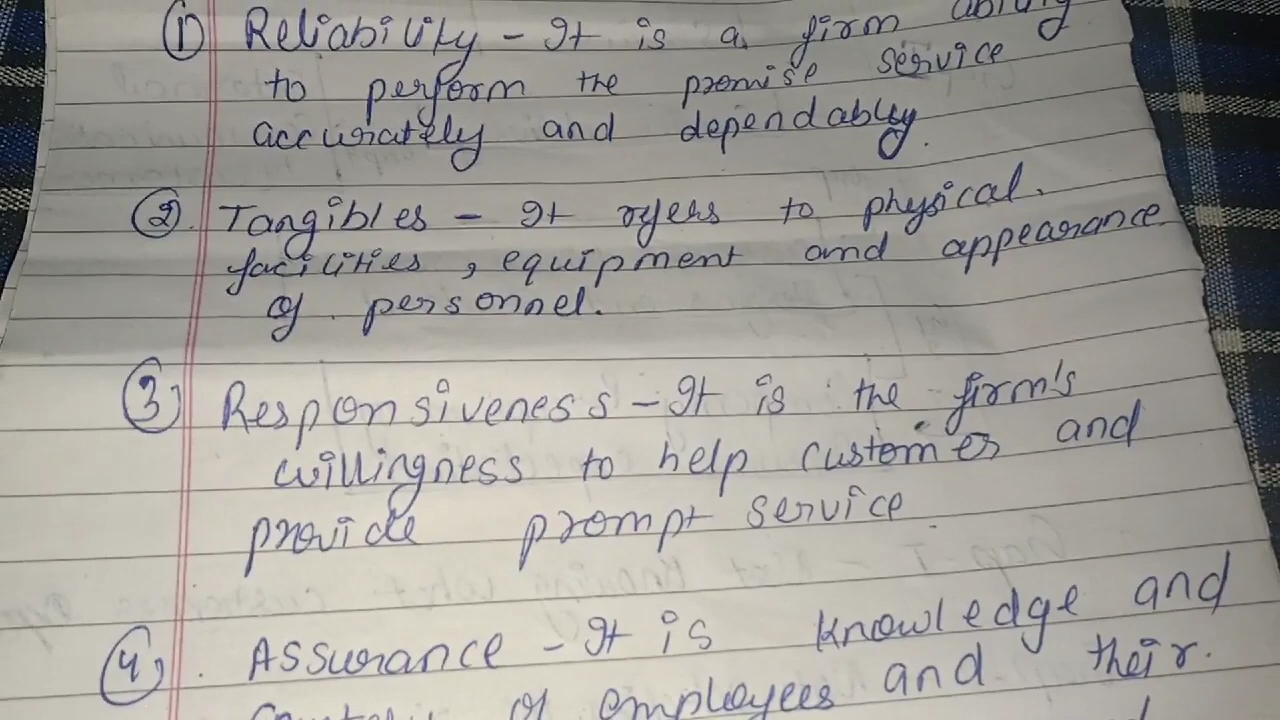 ① Reliability - It is a firm ability
to perform the promise service
accurately and dependably.
②. Tangibles - It refers to physical.
facilities, equipment and appearance
of personnel.
③ Responsiveness - It is the firm's
willingness to help customer and
provide prompt service
④. Assurance - It is knowledge and
of employees and their.